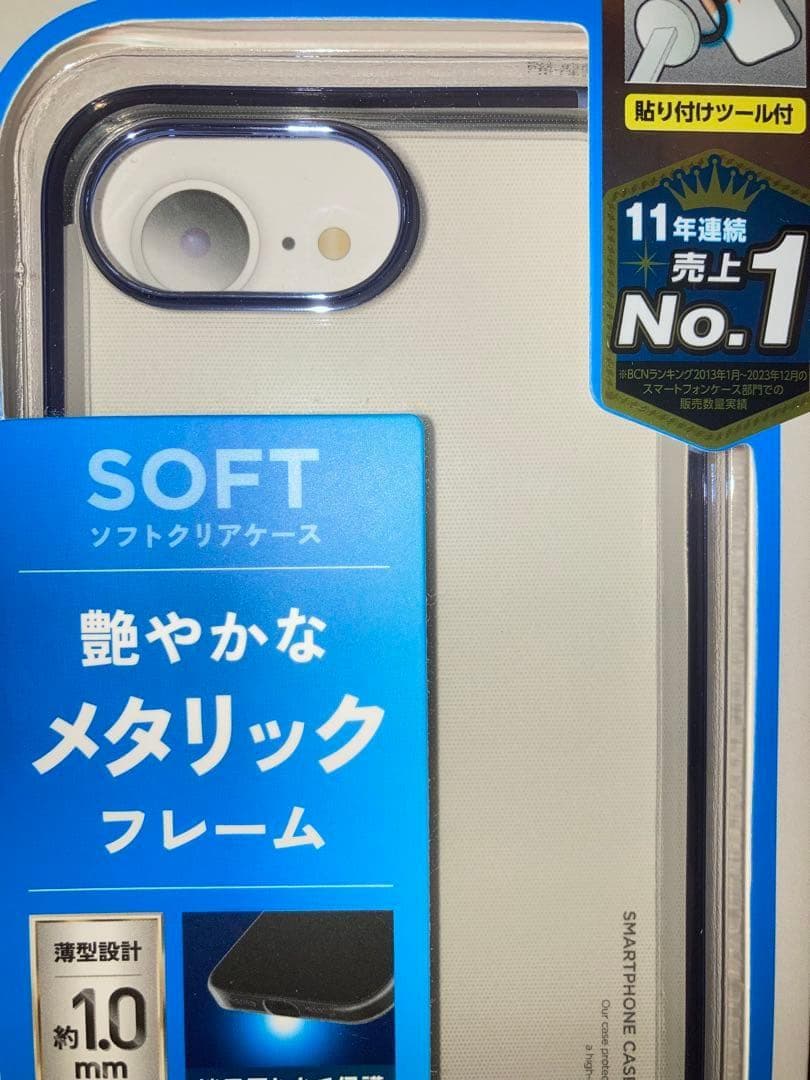 貼り付けツール付
11年連続
売上
No.1
※BCNランキング2013年1月~2023年12月の
スマートフォンケース部門での
販売数量実績
SOFT
ソフトクリアケース
艶やかな
メタリック
フレーム
薄型設計
約1.0
mm
SMARTPHONE CASE
Our case protec
a high-